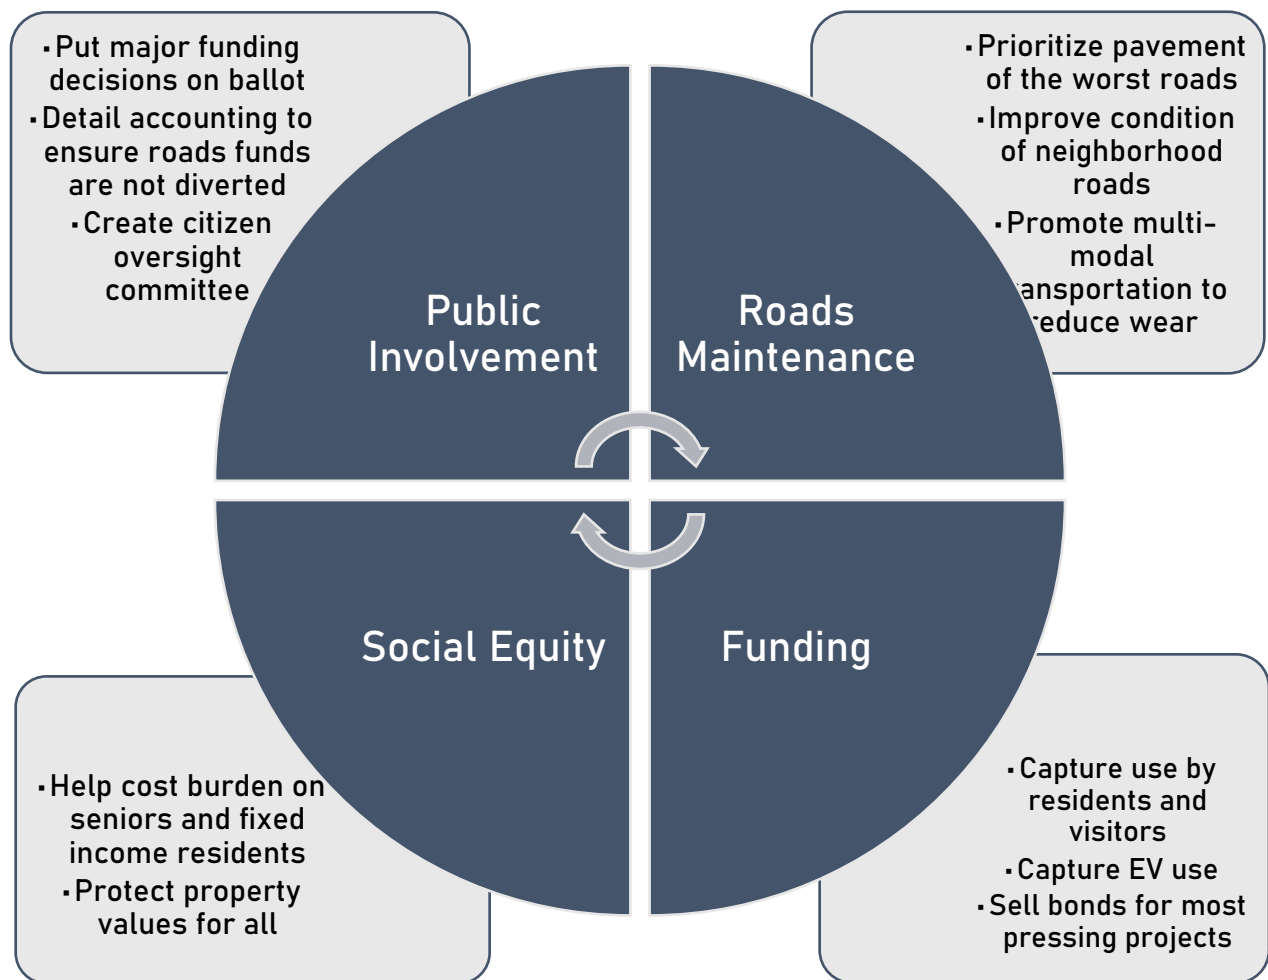 ▪Put major funding
decisions on ballot
▪Detail accounting to
ensure roads funds
are not diverted
▪Create citizen
oversight
committee
▪Prioritize pavement
of the worst roads
▪Improve condition
of neighborhood
roads
▪Promote multi-
modal
ansportation to
reduce wear
Public
Involvement
Roads
Maintenance
Social Equity
Funding
▪Help cost burden on
seniors and fixed
income residents
▪Protect property
values for all
▪Capture use by
residents and
visitors
▪Capture EV use
▪Sell bonds for most
pressing projects